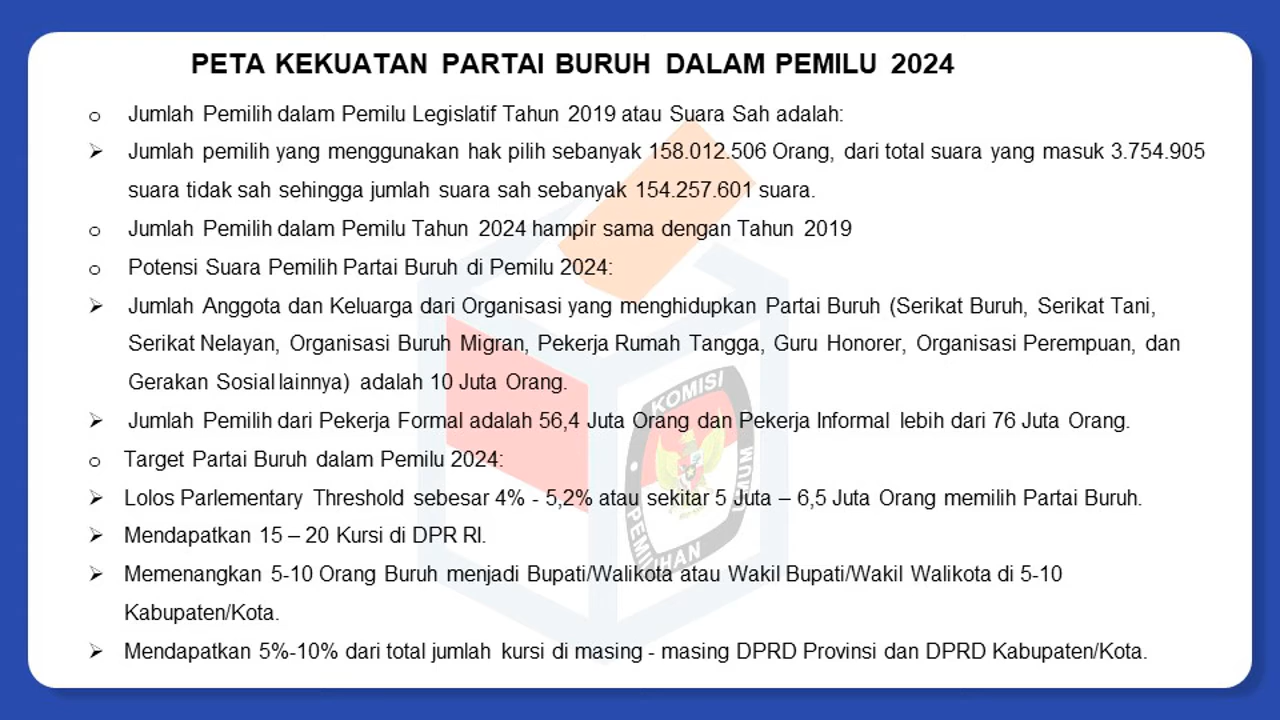 PETA KEKUATAN PARTAI BURUH DALAM PEMILU 2024
o Jumlah Pemilih dalam Pemilu Legislatif Tahun 2019 atau Suara Sah adalah:
➢ Jumlah pemilih yang menggunakan hak pilih sebanyak 158.012.506 Orang, dari total suara yang masuk 3.754.905
suara tidak sah sehingga jumlah suara sah sebanyak 154.257.601 suara.
o Jumlah Pemilih dalam Pemilu Tahun 2024 hampir sama dengan Tahun 2019
o Potensi Suara Pemilih Partai Buruh di Pemilu 2024:
➢ Jumlah Anggota dan Keluarga dari Organisasi yang menghidupkan Partai Buruh (Serikat Buruh, Serikat Tani,
Serikat Nelayan, Organisasi Buruh Migran, Pekerja Rumah Tangga, Guru Honorer, Organisasi Perempuan, dan
Gerakan Sosial lainnya) adalah 10 Juta Orang.
➢ Jumlah Pemilih dari Pekerja Formal adalah 56,4 Juta Orang dan Pekerja Informal lebih dari 76 Juta Orang.
o Target Partai Buruh dalam Pemilu 2024:
➢ Lolos Parlementary Threshold sebesar 4% - 5,2% atau sekitar 5 Juta – 6,5 Juta Orang memilih Partai Buruh.
➢ Mendapatkan 15 – 20 Kursi di DPR RI.
➢ Memenangkan 5-10 Orang Buruh menjadi Bupati/Walikota atau Wakil Bupati/Wakil Walikota di 5-10
Kabupaten/Kota.
➢ Mendapatkan 5%-10% dari total jumlah kursi di masing - masing DPRD Provinsi dan DPRD Kabupaten/Kota.
KOMISI
PEMILIHAN
UMUM